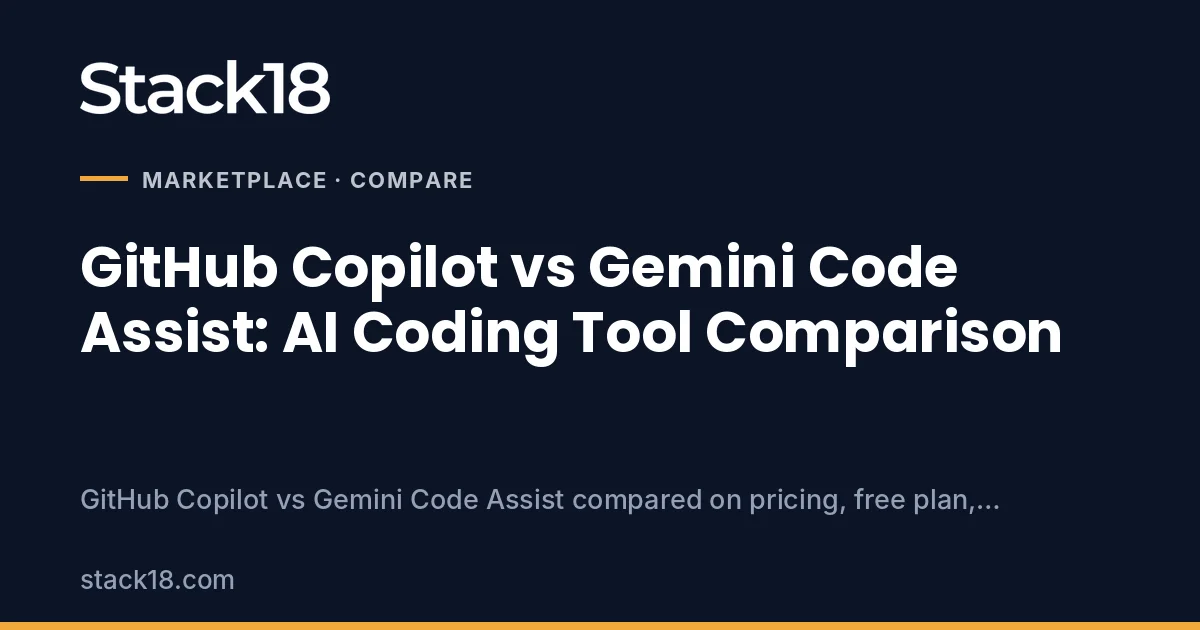 Stack18
MARKETPLACE · COMPARE
GitHub Copilot vs Gemini Code
Assist: AI Coding Tool Comparison
GitHub Copilot vs Gemini Code Assist compared on pricing, free plan,...
stack18.com